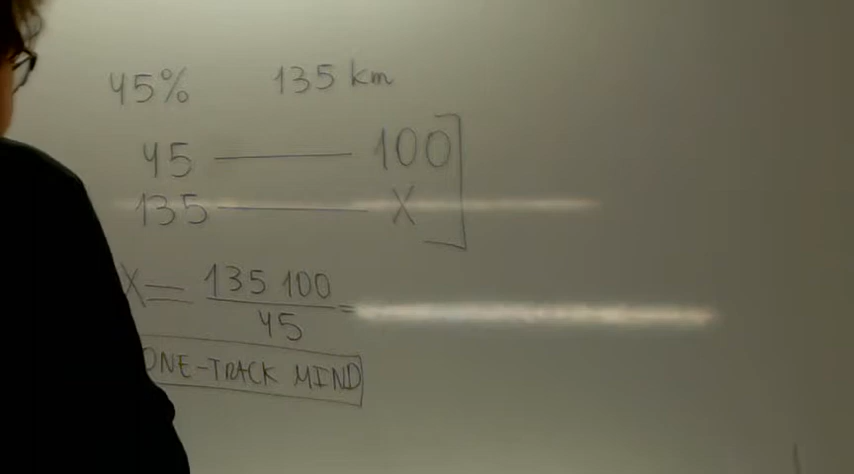 45% 135 km
45 — 100
135 — X
X = 135 100
45 =
ONE-TRACK MIND